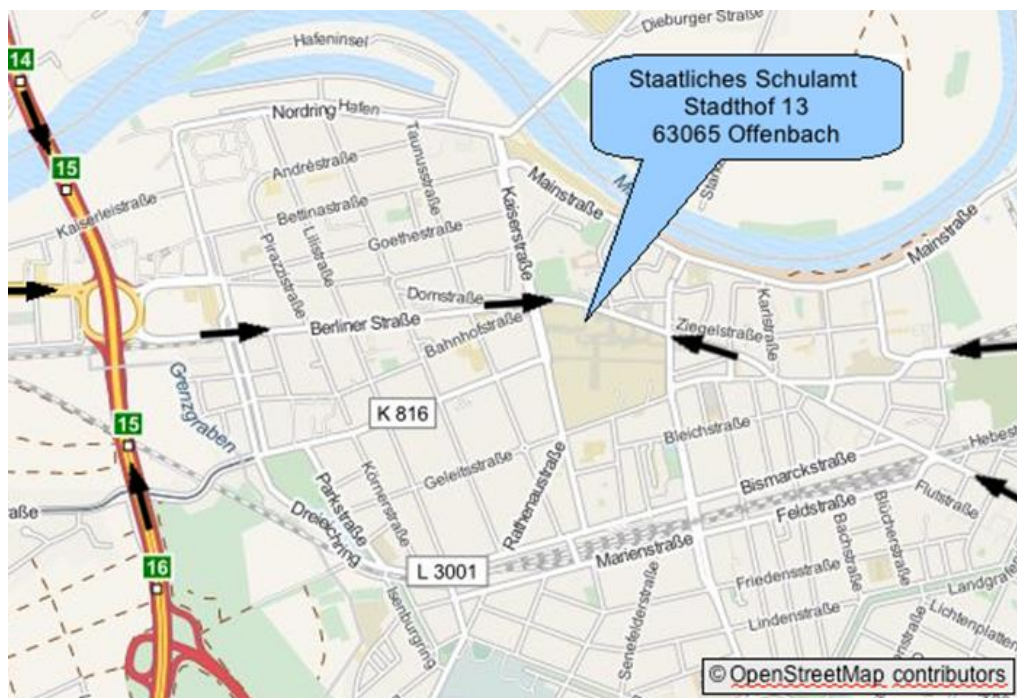 14
Hafeninsel
Dieburger Straße
Staatliches Schulamt
Stadthof 13
63065 Offenbach
Nordring
Hafen
15
Andréstraße
Taunusstraße
Mainstraße
Kaiserleistraße
Bettinastraße
Lilistraße
Pirazzistraße
Goethestraße
Kaiserstraße
Mainstraße
Domstraße
Berliner Straße
Bahnhofstraße
Ziegelstraße
Karlstraße
Grenzgraben
K 816
15
Bleichstraße
Geleitsstraße
Körnerstraße
Parkstraße
Dreieichring
Rathenaustraße
Bismarckstraße
Feldstraße
Flutstraße
Blücherstraße
Bachstraße
16
L 3001
Marienstraße
Friedensstraße
Isenburgring
Senefelderstraße
Lindenstraße
Lichtenplatten
© OpenStreetMap contributors